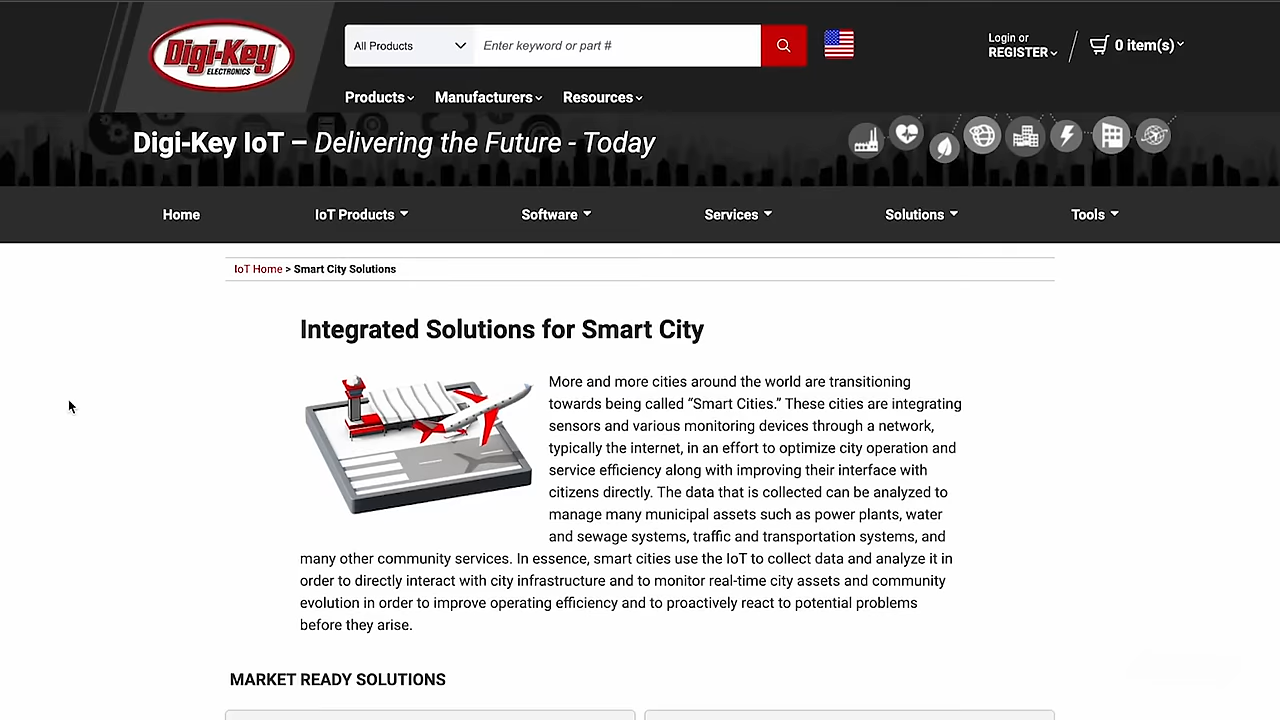 Digi-Key
ELECTRONICS
All Products
Enter keyword or part #
Login or
REGISTER
0 item(s)
Products
Manufacturers
Resources
Digi-Key IoT – Delivering the Future - Today
Home
IoT Products
Software
Services
Solutions
Tools
IoT Home > Smart City Solutions
Integrated Solutions for Smart City
More and more cities around the world are transitioning
towards being called “Smart Cities.” These cities are integrating
sensors and various monitoring devices through a network,
typically the internet, in an effort to optimize city operation and
service efficiency along with improving their interface with
citizens directly. The data that is collected can be analyzed to
manage many municipal assets such as power plants, water
and sewage systems, traffic and transportation systems, and
many other community services. In essence, smart cities use the IoT to collect data and analyze it in
order to directly interact with city infrastructure and to monitor real-time city assets and community
evolution in order to improve operating efficiency and to proactively react to potential problems
before they arise.
MARKET READY SOLUTIONS